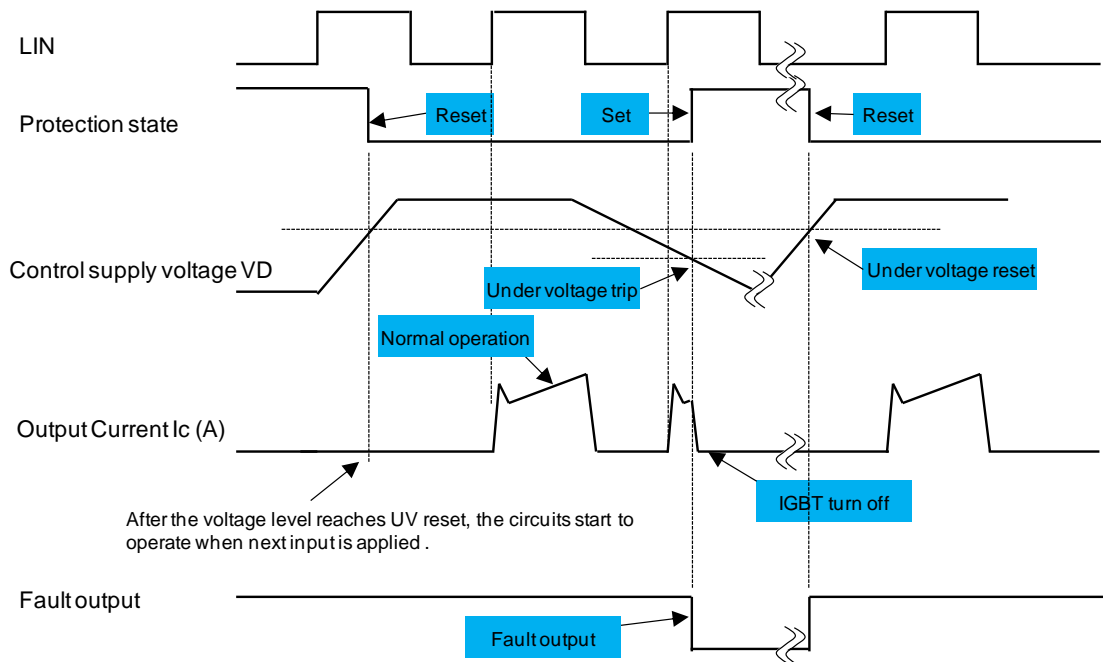 LIN
Protection state
Reset
Set
Reset
Control supply voltage VD
Under voltage trip
Under voltage reset
Normal operation
Output Current Ic (A)
IGBT turn off
After the voltage level reaches UV reset, the circuits start to
operate when next input is applied .
Fault output
Fault output